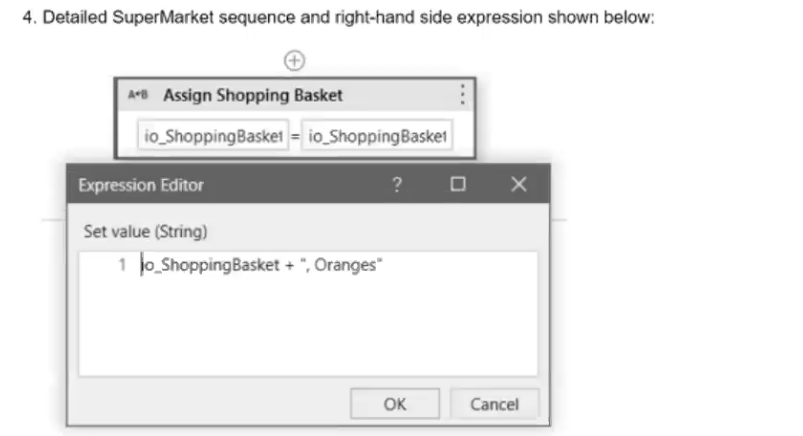 4. Detailed SuperMarket sequence and right-hand side expression shown below:
A*B Assign Shopping Basket
io_ShoppingBasket = io_ShoppingBasket
Expression Editor ?
Set value (String)
1 io_ShoppingBasket + ", Oranges"
OK Cancel